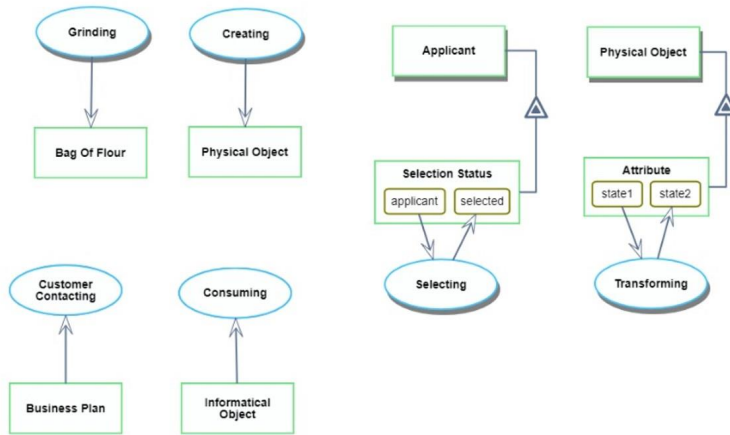 Grinding
Creating
Bag Of Flour
Physical Object
Applicant
Physical Object
Selection Status
applicant
selected
Attribute
state1
state2
Selecting
Transforming
Customer
Contacting
Consuming
Business Plan
Informatical
Object